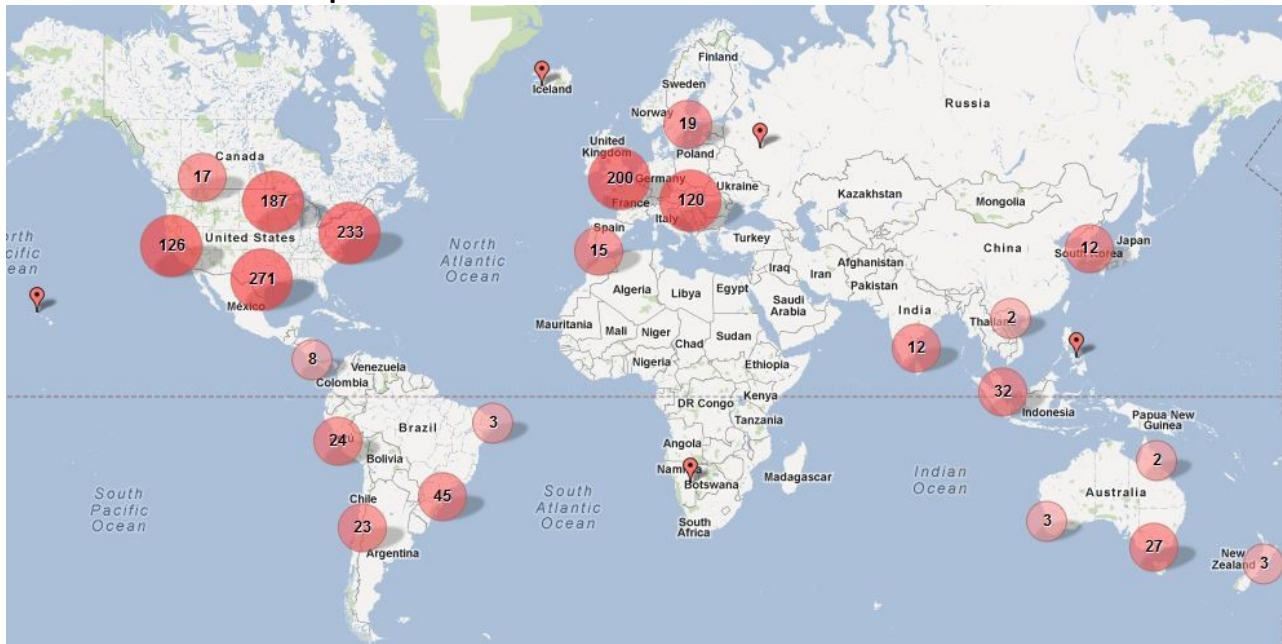 Iceland
Finland
Sweden
Norway
Russia
19
United
Kingdom
Poland
Canada
17
200
Germany
Ukraine
187
120
France
Kazakhstan
Mongolia
Italy
Spain
233
126
United States
North
Atlantic
Ocean
15
Turkey
China
12
Japan
271
Iraq
Iran
Afghanistan
Pakistan
Algeria
Libya
Egypt
Saudi
Arabia
México
India
2
Mauritania
Mali
Niger
Chad
Sudan
12
8
Venezuela
Colombia
Nigeria
Ethiopia
Kenya
DR Congo
Tanzania
32
Indonesia
Papua New
Guinea
3
Brazil
24
Bolivia
Angola
Botswana
Madagascar
Indian
Ocean
2
Australia
South
Pacific
Ocean
Chile
45
South
Atlantic
Ocean
23
Argentina
South
Africa
3
27
New
Zealand
3